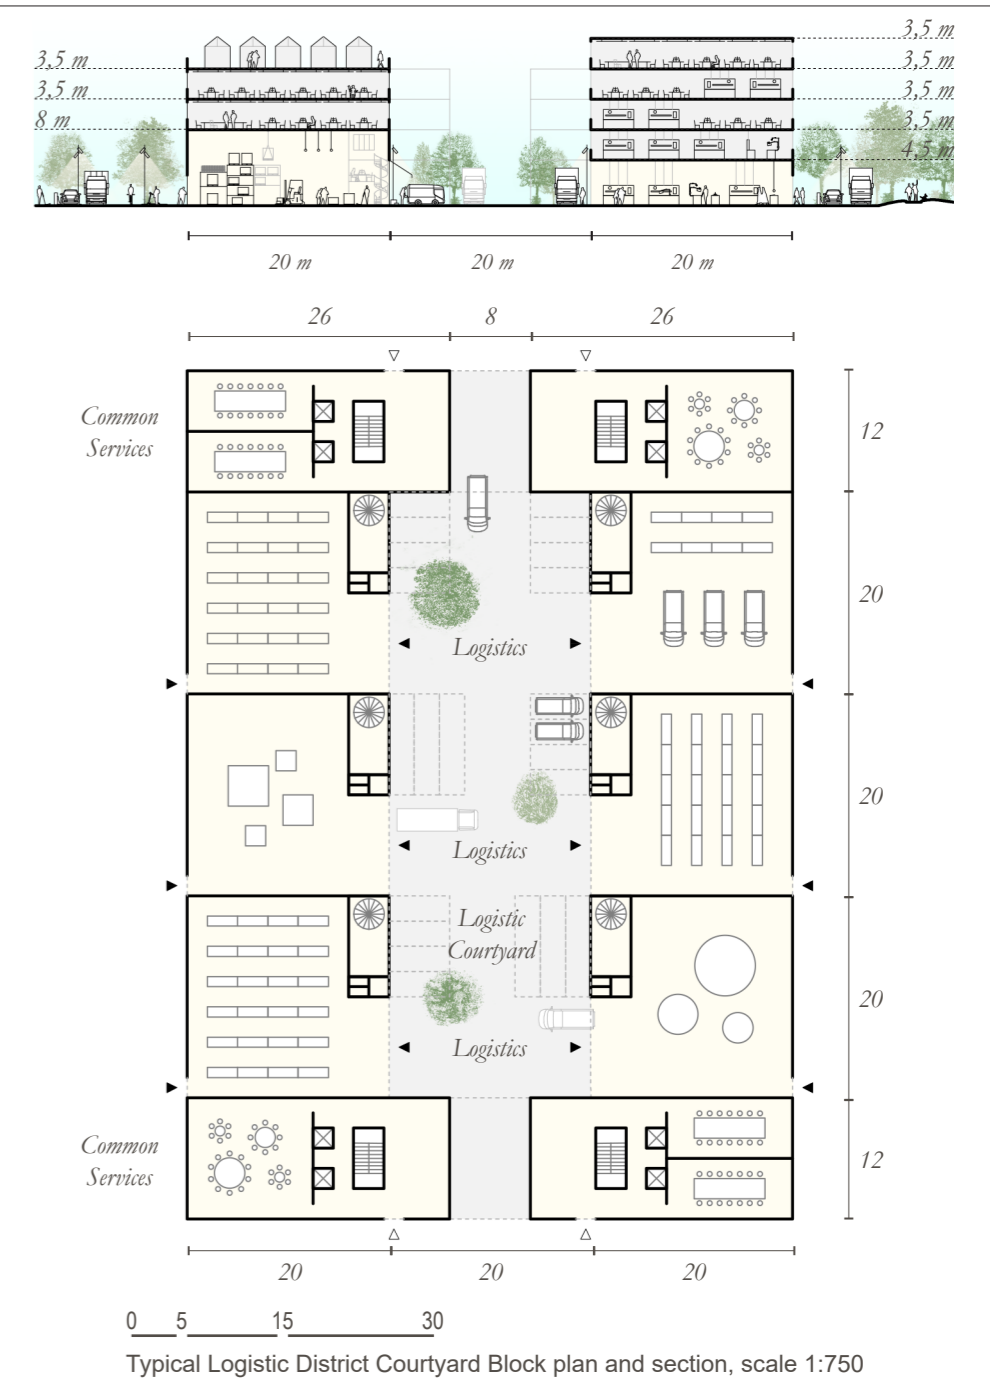 3,5 m
3,5 m
3,5 m
3,5 m
3,5 m
3,5 m
8 m
4,5 m
20 m
20 m
20 m
26
8
26
Common
Services
12
20
Logistics
20
Logistics
Logistic
Courtyard
20
Logistics
Common
Services
12
20
20
20
0
5
15
30
Typical Logistic District Courtyard Block plan and section, scale 1:750